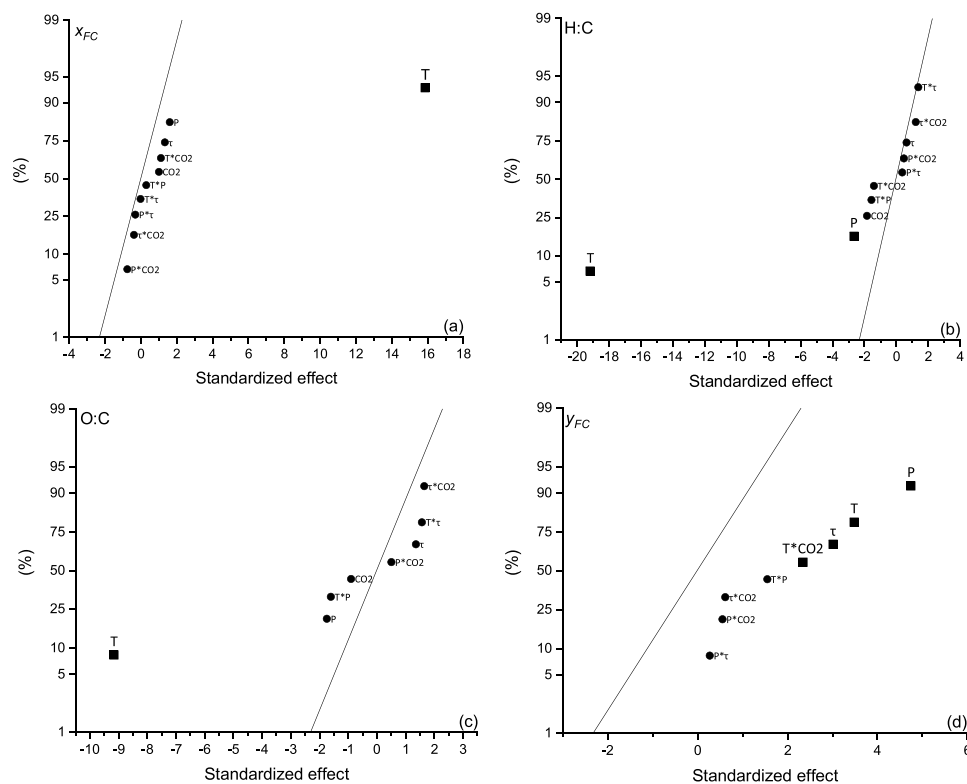 x_FC
99
95
90
75
50
25
10
5
1
(%)
T
P
τ
T*CO2
CO2
T*P
T*τ
P*τ
τ*CO2
P*CO2
(a)
-4 -2 0 2 4 6 8 10 12 14 16 18
Standardized effect
H:C
99
95
90
75
50
25
10
5
1
(%)
T*τ
τ*CO2
τ
P*CO2
P*τ
T*CO2
T*P
CO2
P
T
(b)
-20 -18 -16 -14 -12 -10 -8 -6 -4 -2 0 2 4
Standardized effect
O:C
99
95
90
75
50
25
10
5
1
(%)
τ*CO2
T*τ
τ
P*CO2
CO2
T*P
P
T
(c)
-10 -9 -8 -7 -6 -5 -4 -3 -2 -1 0 1 2 3
Standardized effect
y_FC
99
95
90
75
50
25
10
5
1
(%)
P
T
τ
T*CO2
T*P
τ*CO2
P*CO2
P*τ
(d)
-2 0 2 4 6
Standardized effect